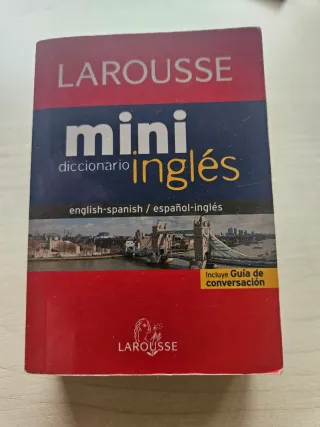 LAROUSSE
mini
diccionario inglés
english-spanish / español-inglés
Incluye Guía de
conversación
LAROUSSE